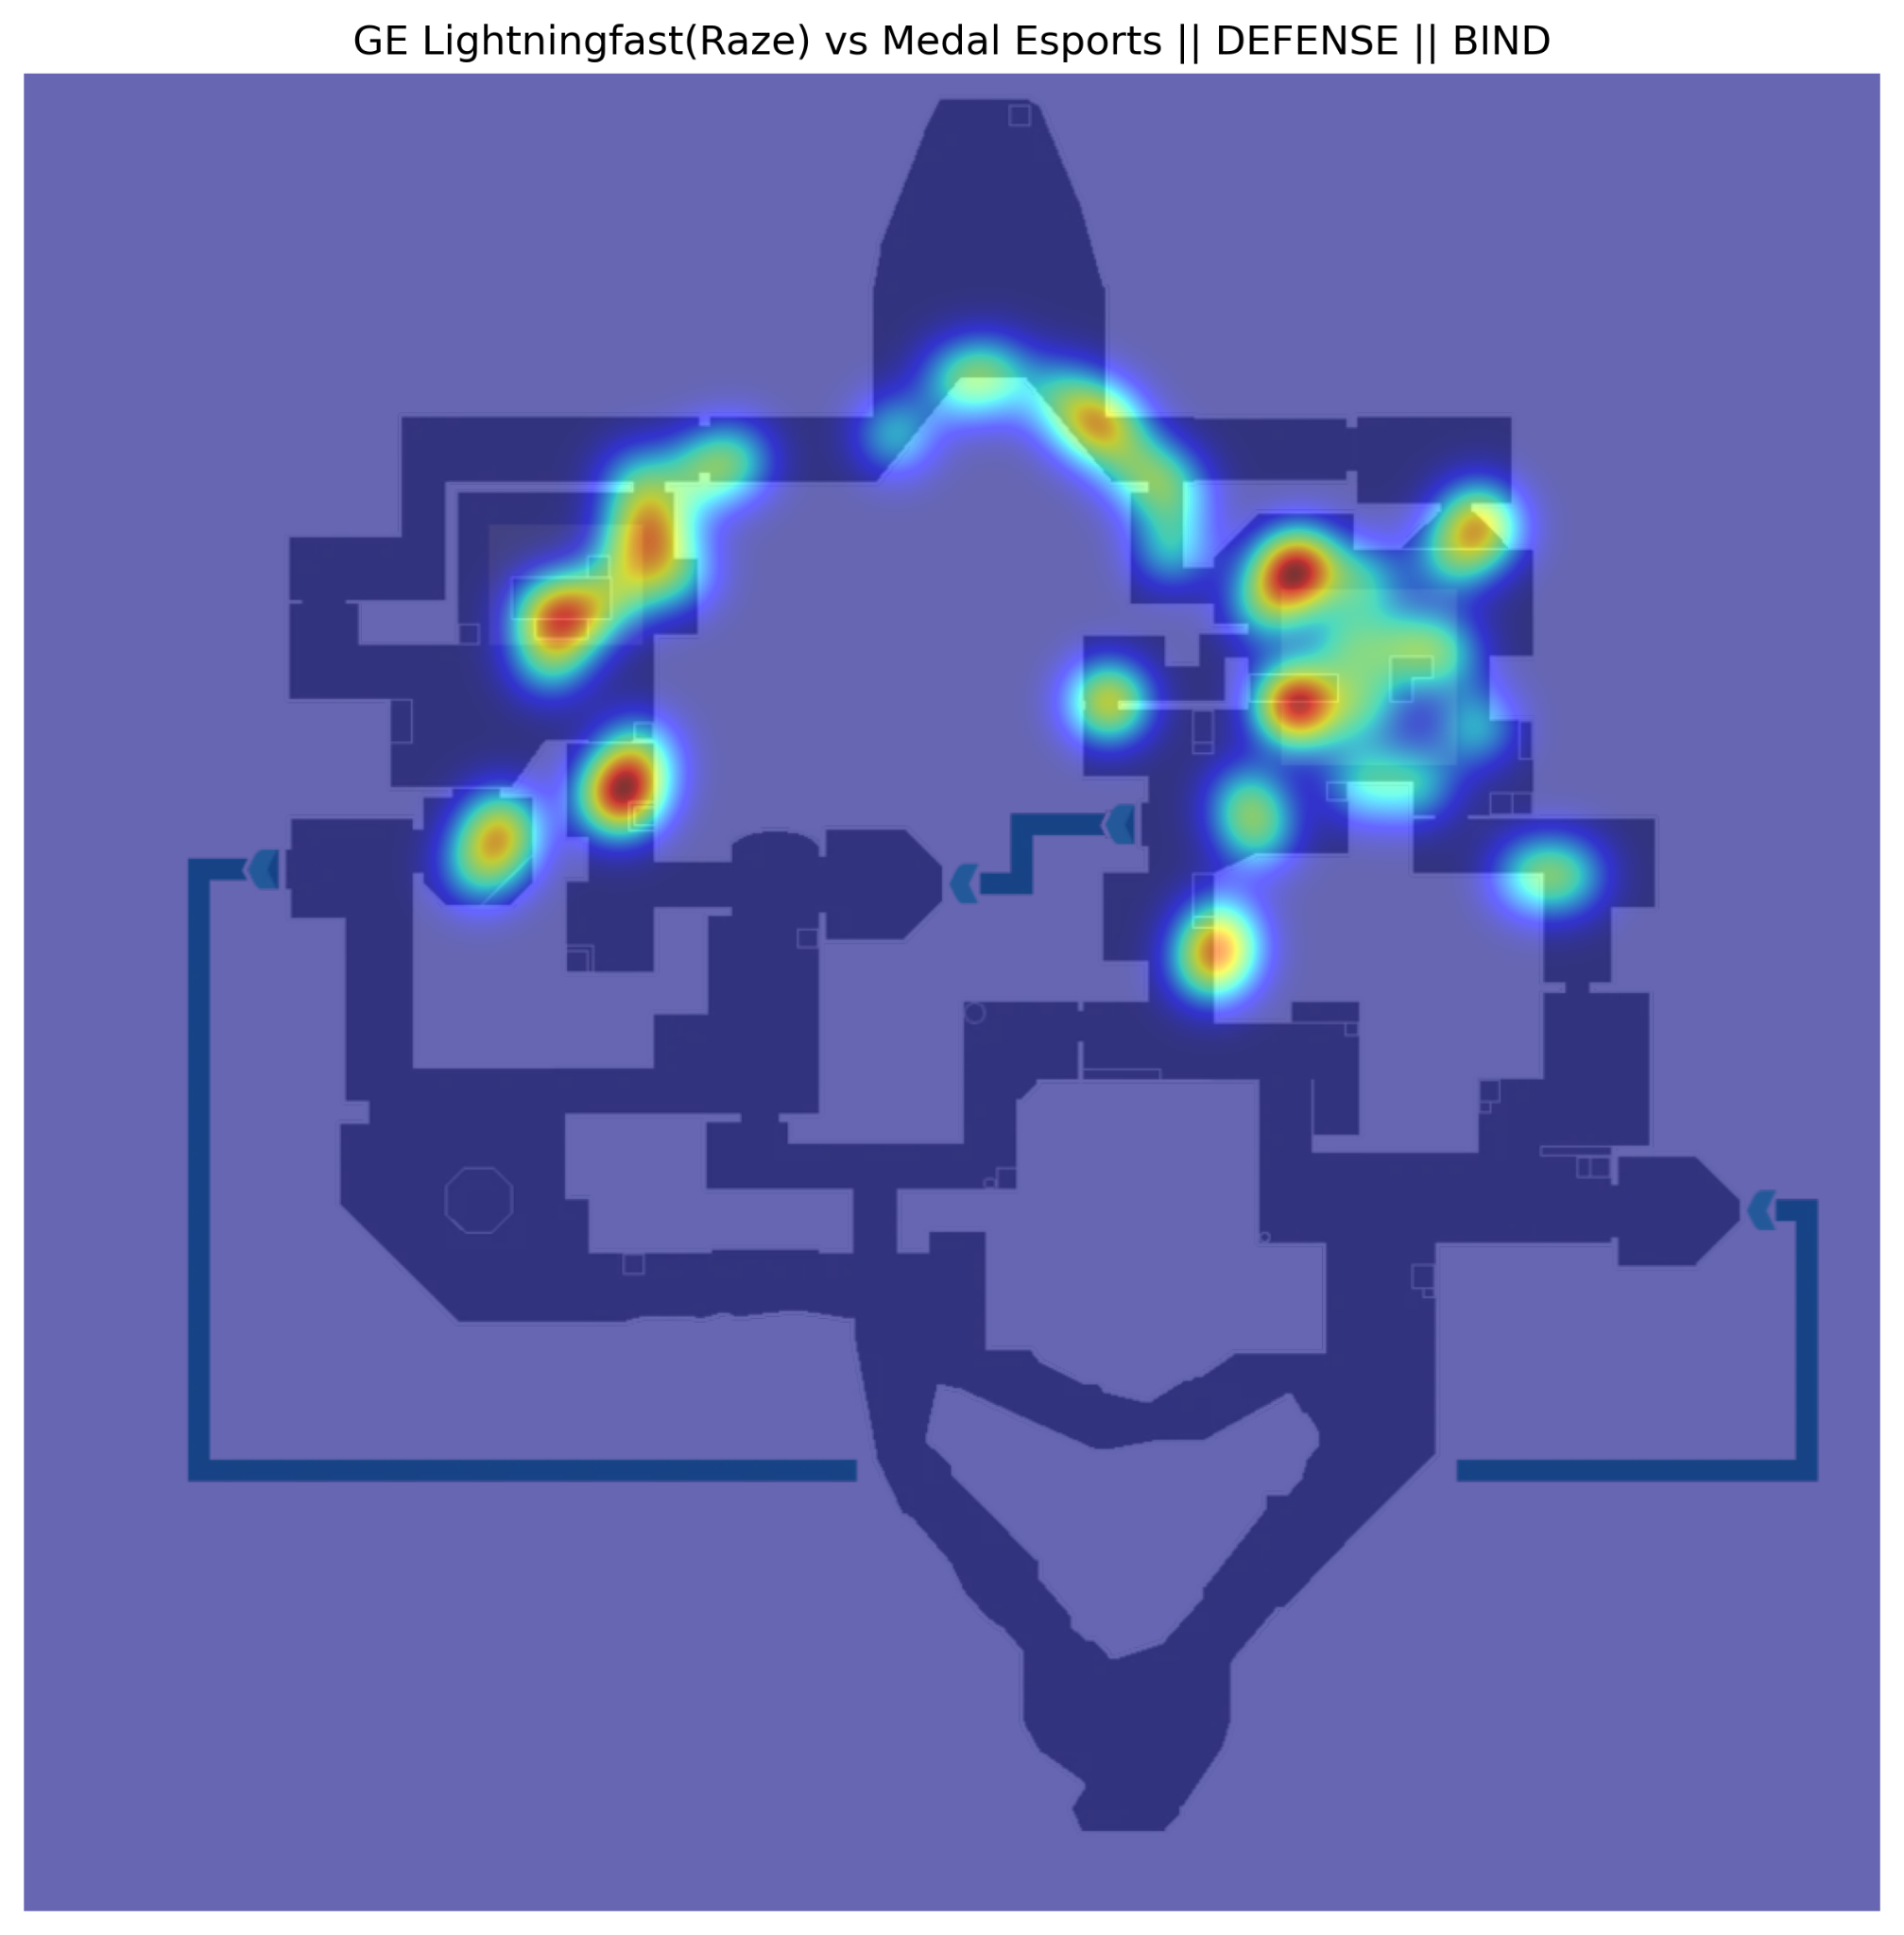 GE Lightningfast(Raze) vs Medal Esports || DEFENSE || BIND